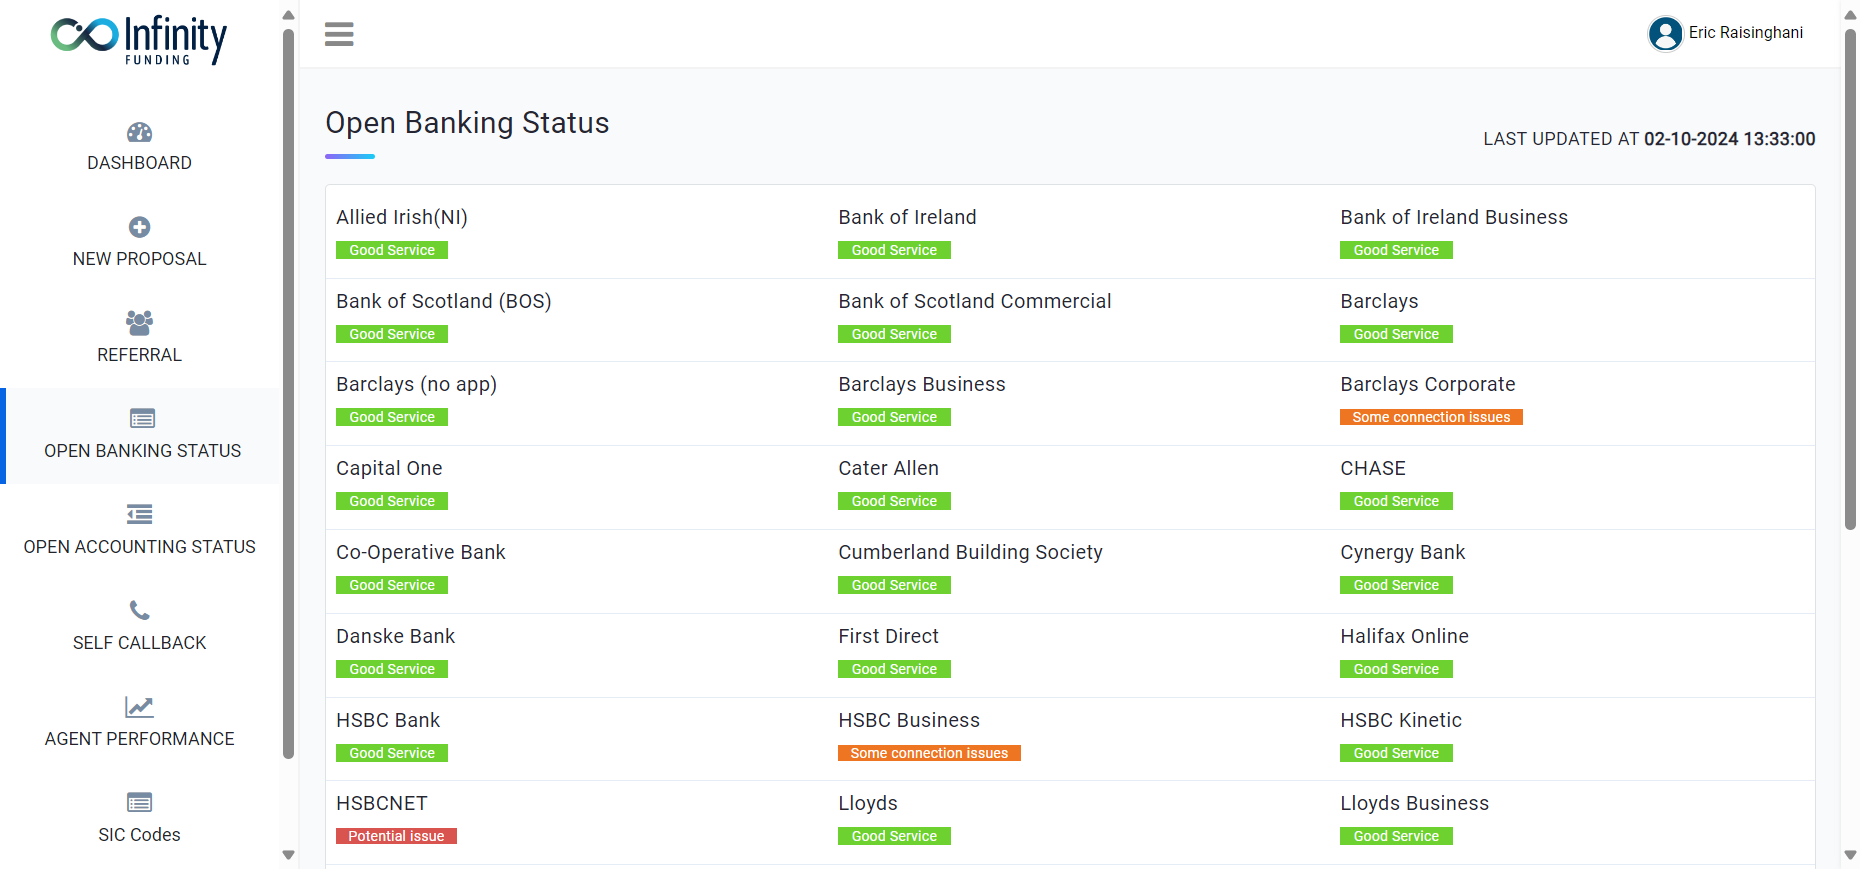 Infinity
FUNDING
Eric Raisinghani
DASHBOARD
NEW PROPOSAL
REFERRAL
OPEN BANKING STATUS
OPEN ACCOUNTING STATUS
SELF CALLBACK
AGENT PERFORMANCE
SIC Codes
Open Banking Status
LAST UPDATED AT 02-10-2024 13:33:00
Allied Irish(NI)
Good Service
Bank of Ireland
Good Service
Bank of Ireland Business
Good Service
Bank of Scotland (BOS)
Good Service
Bank of Scotland Commercial
Good Service
Barclays
Good Service
Barclays (no app)
Good Service
Barclays Business
Good Service
Barclays Corporate
Some connection issues
Capital One
Good Service
Cater Allen
Good Service
CHASE
Good Service
Co-Operative Bank
Good Service
Cumberland Building Society
Good Service
Cynergy Bank
Good Service
Danske Bank
Good Service
First Direct
Good Service
Halifax Online
Good Service
HSBC Bank
Good Service
HSBC Business
Some connection issues
HSBC Kinetic
Good Service
HSBCNET
Potential issue
Lloyds
Good Service
Lloyds Business
Good Service